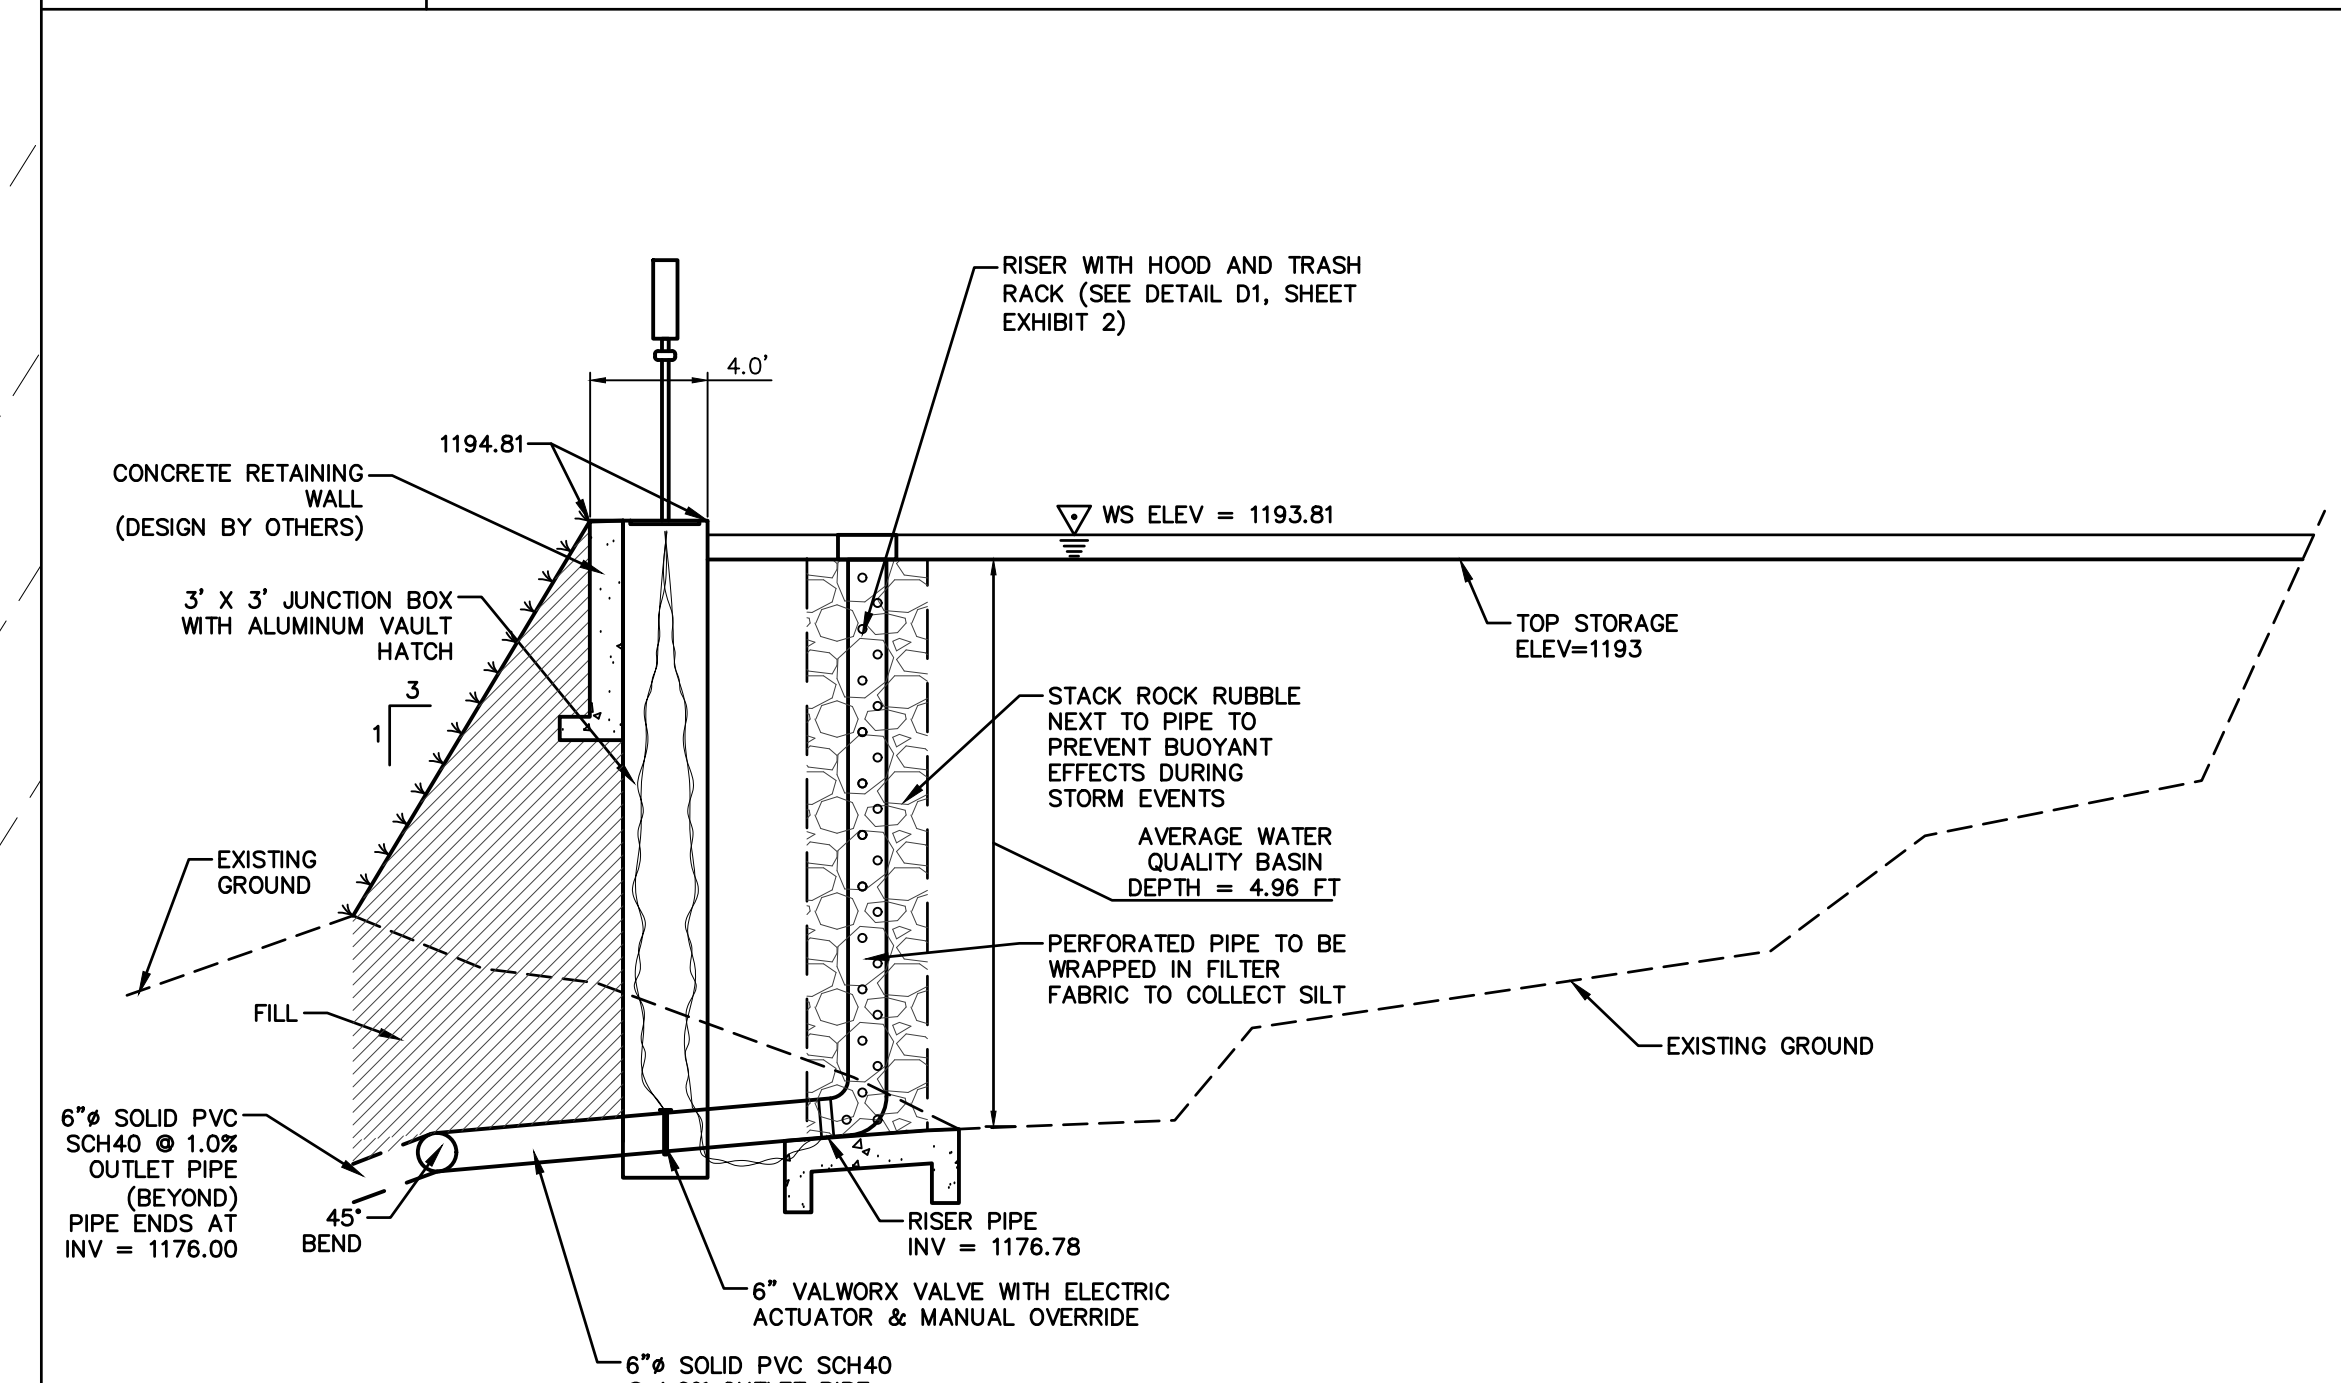 RISER WITH HOOD AND TRASH
RACK (SEE DETAIL D1, SHEET
EXHIBIT 2)
4.0'
1194.81
CONCRETE RETAINING
WALL
(DESIGN BY OTHERS)
WS ELEV = 1193.81
3' X 3' JUNCTION BOX
WITH ALUMINUM VAULT
HATCH
TOP STORAGE
ELEV=1193
3
1
STACK ROCK RUBBLE
NEXT TO PIPE TO
PREVENT BUOYANT
EFFECTS DURING
STORM EVENTS
AVERAGE WATER
QUALITY BASIN
DEPTH = 4.96 FT
EXISTING
GROUND
PERFORATED PIPE TO BE
WRAPPED IN FILTER
FABRIC TO COLLECT SILT
FILL
EXISTING GROUND
6"ø SOLID PVC
SCH40 @ 1.0%
OUTLET PIPE
(BEYOND)
PIPE ENDS AT
INV = 1176.00
45°
BEND
RISER PIPE
INV = 1176.78
6" VALWORX VALVE WITH ELECTRIC
ACTUATOR & MANUAL OVERRIDE
6"ø SOLID PVC SCH40